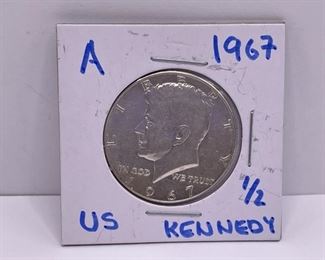 A 1967
LIBERTY
IN GOD WE TRUST
1967
1/2
US KENNEDY